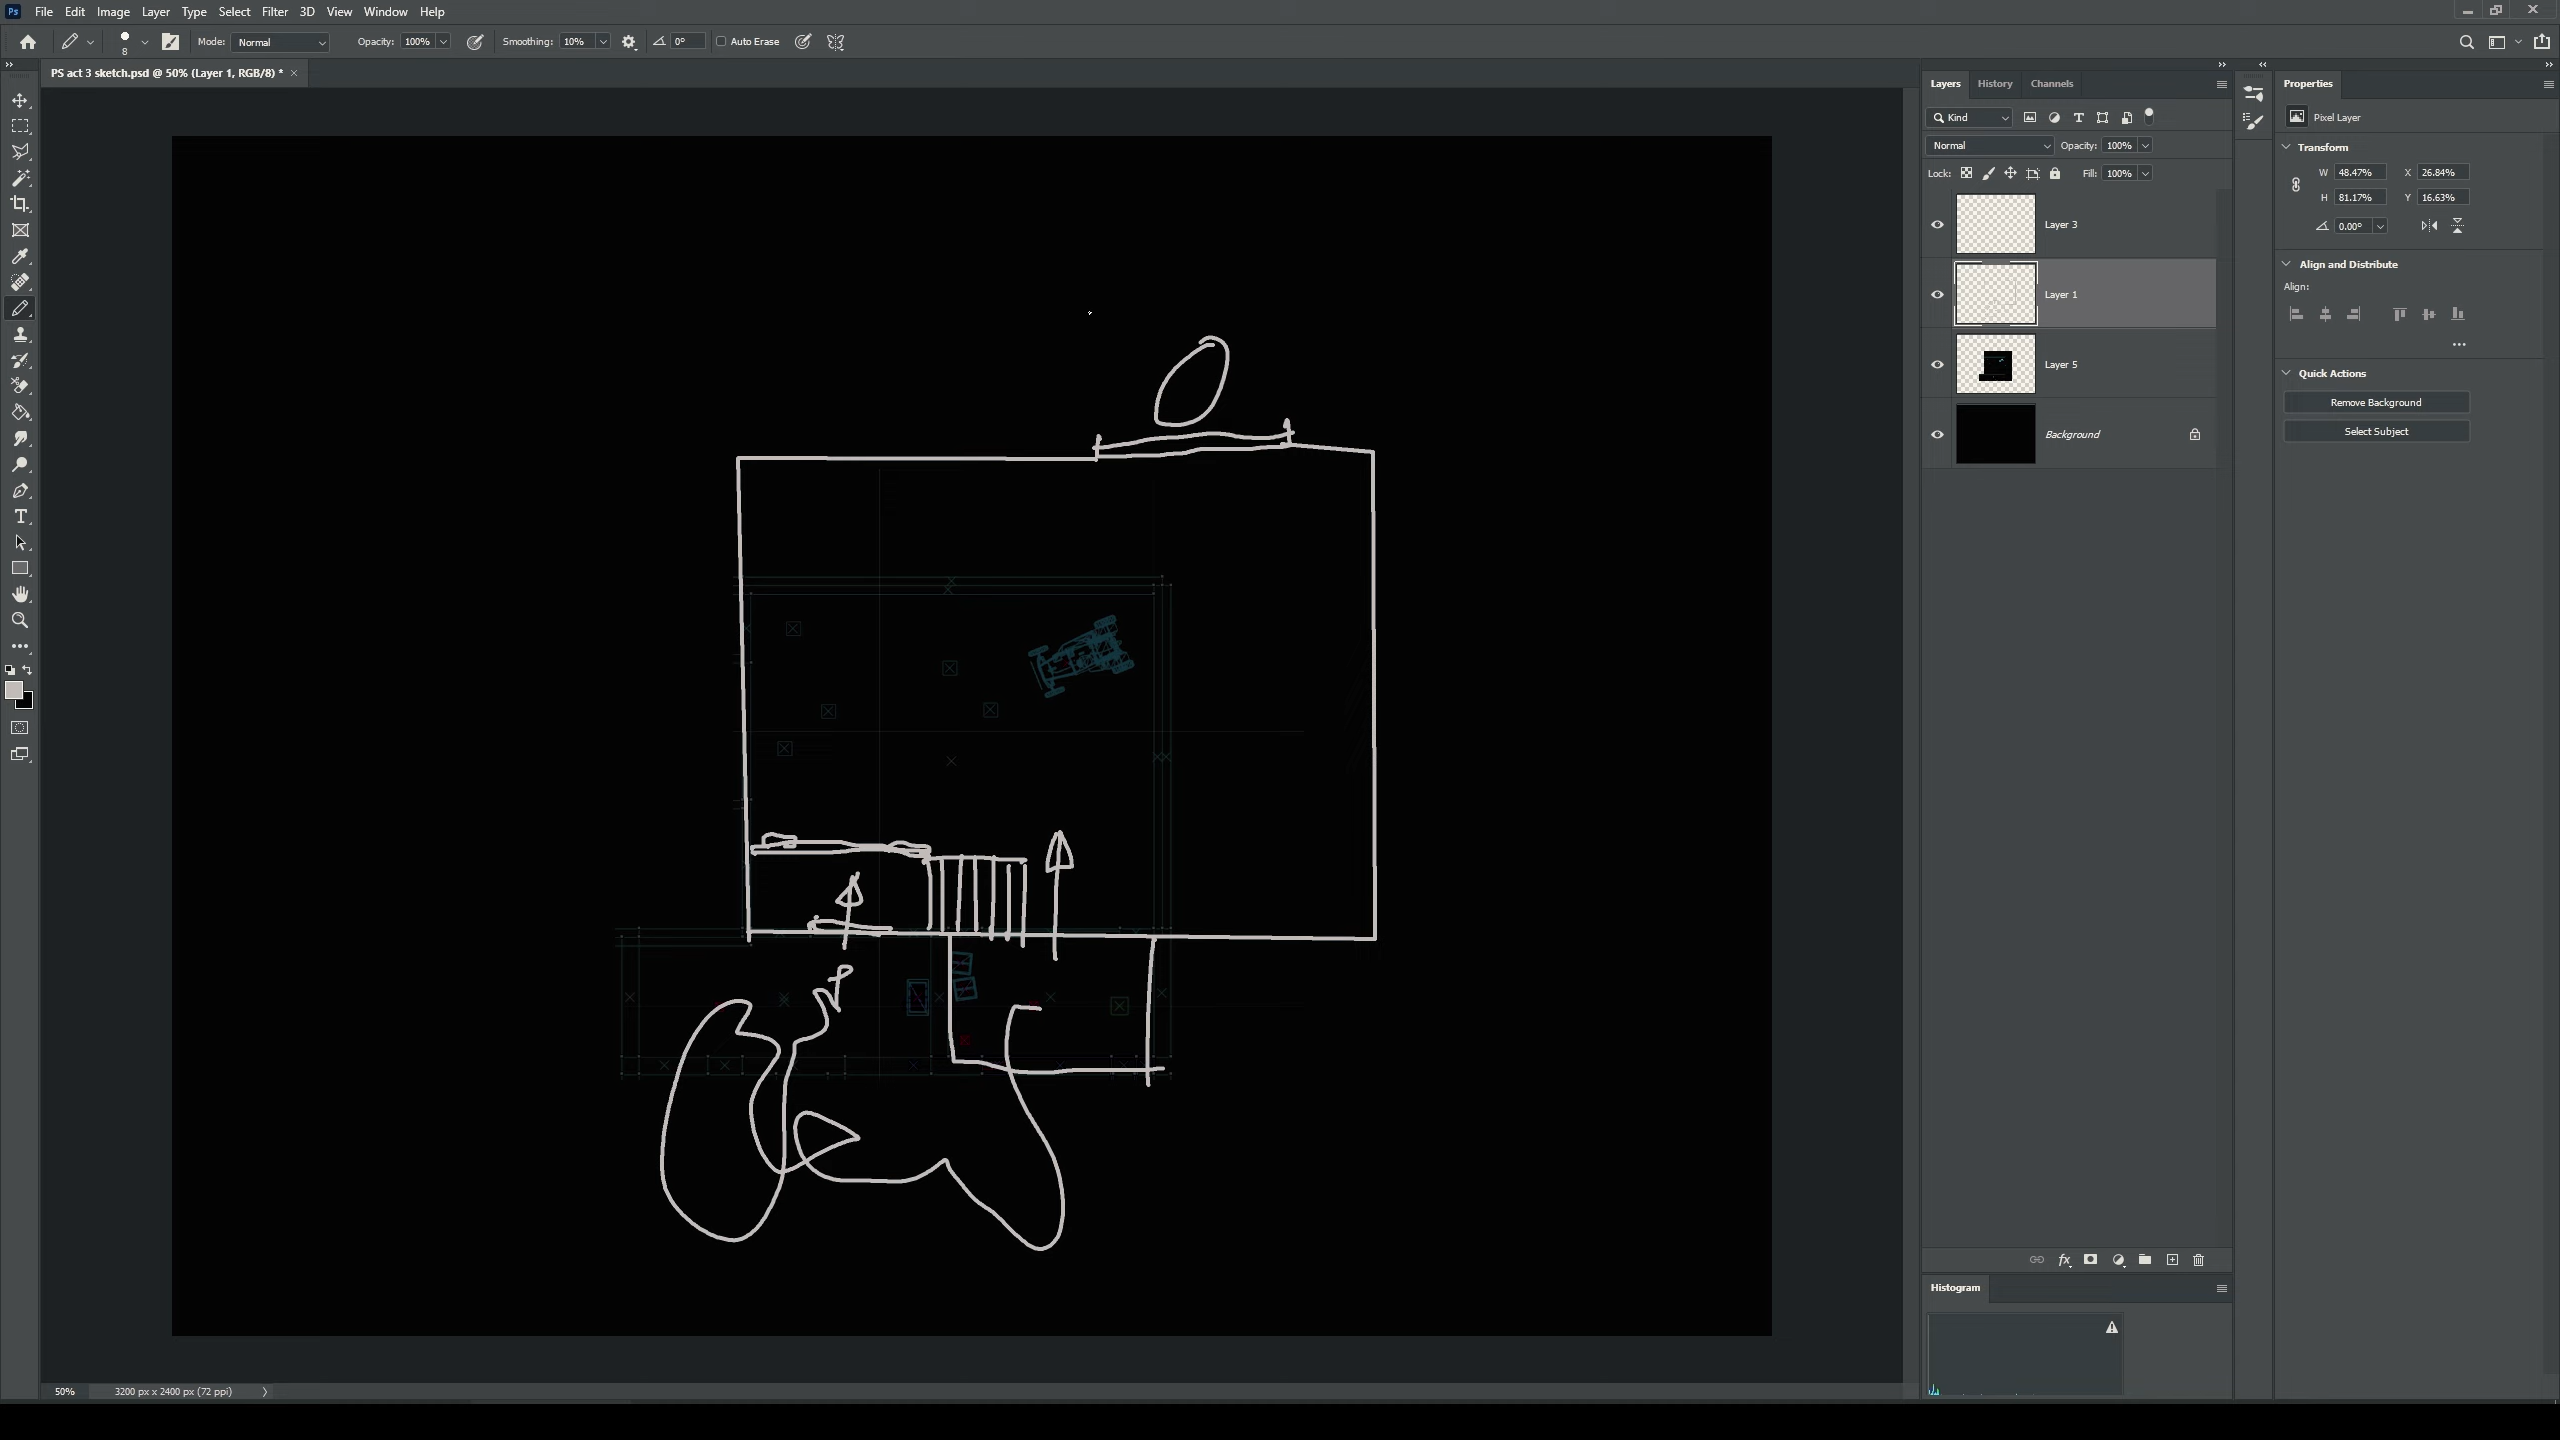 Ps File Edit Image Layer Type Select Filter 3D View Window Help
8 Mode: Normal Opacity: 100% Smoothing: 10% 0° Auto Erase
PS act 3 sketch.psd @ 50% (Layer 1, RGB/8) * ×
Layers History Channels
Kind
Normal Opacity: 100%
Lock: Fill: 100%
Layer 3
Layer 1
Layer 5
Background
Histogram
Properties
Pixel Layer
Transform
W 48.47% X 26.84%
H 81.17% Y 16.63%
0.00°
Align and Distribute
Align:
Quick Actions
Remove Background
Select Subject
50% 3200 px x 2400 px (72 ppi)